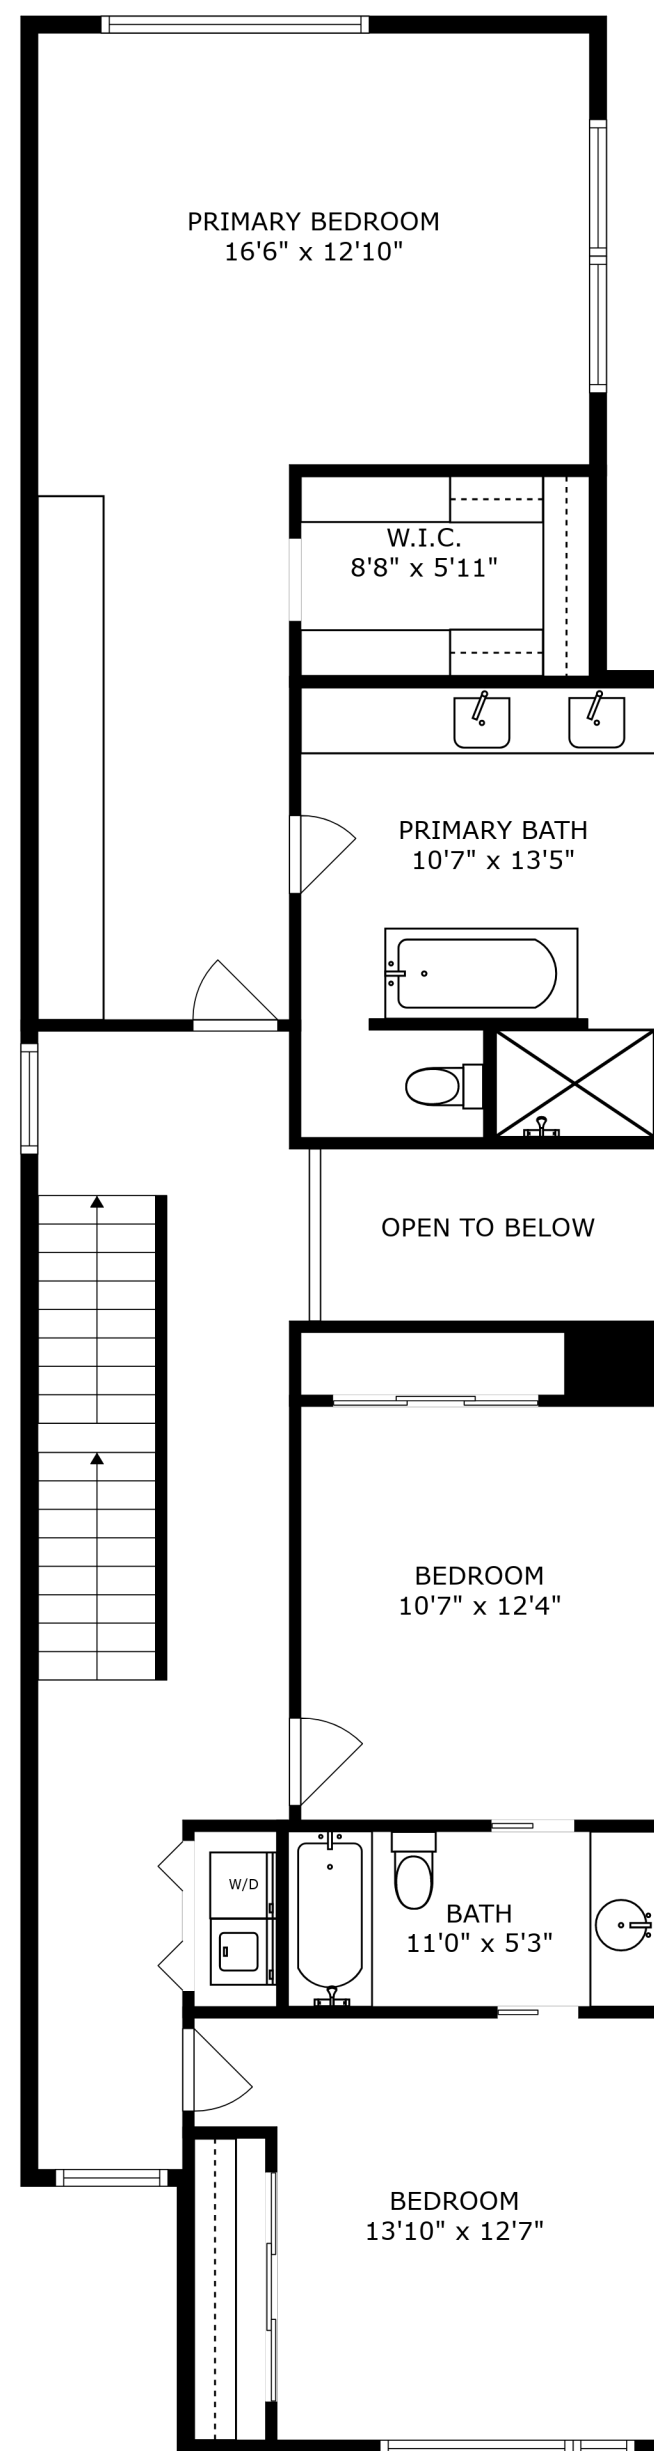 PRIMARY BEDROOM
16'6" x 12'10"
W.I.C.
8'8" x 5'11"
PRIMARY BATH
10'7" x 13'5"
OPEN TO BELOW
BEDROOM
10'7" x 12'4"
W/D
BATH
11'0" x 5'3"
BEDROOM
13'10" x 12'7"